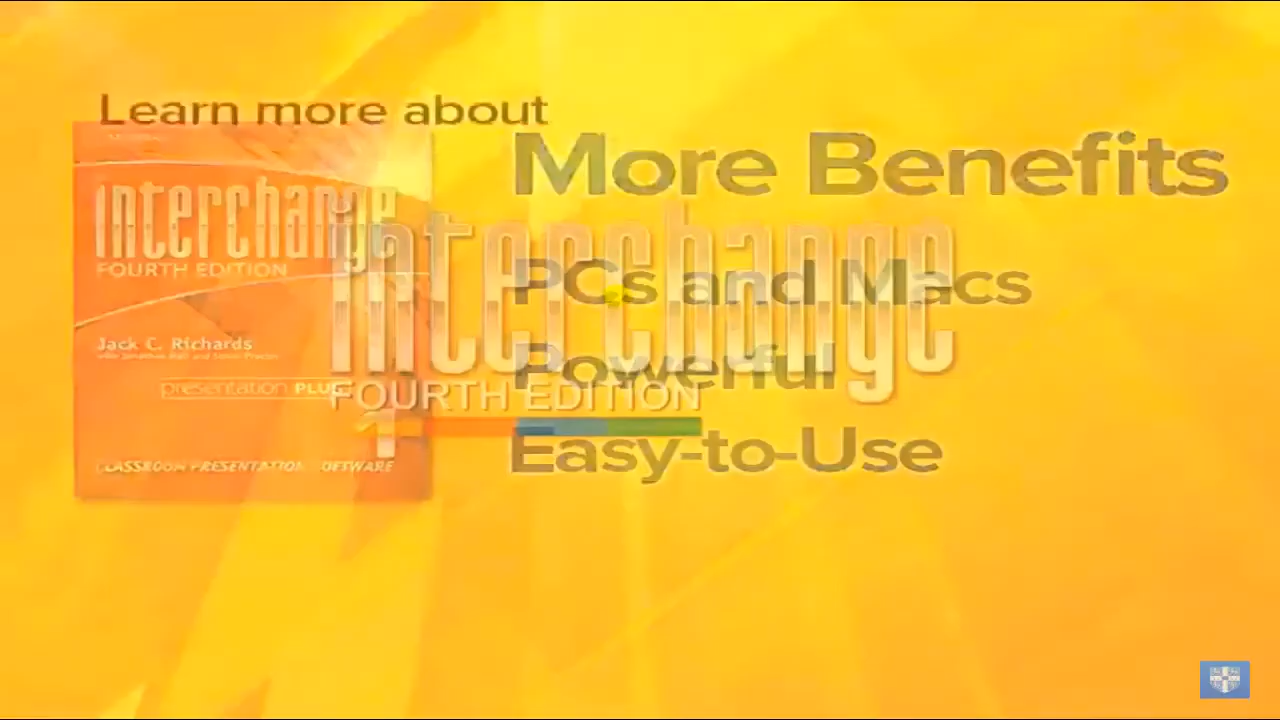 Learn more about
More Benefits
interchange
FOURTH EDITION
Jack C. Richards
presentation PLUS
1
CLASSROOM PRESENTATION SOFTWARE
interchange
FOURTH EDITION
PCs and Macs
Powerful
Easy-to-Use